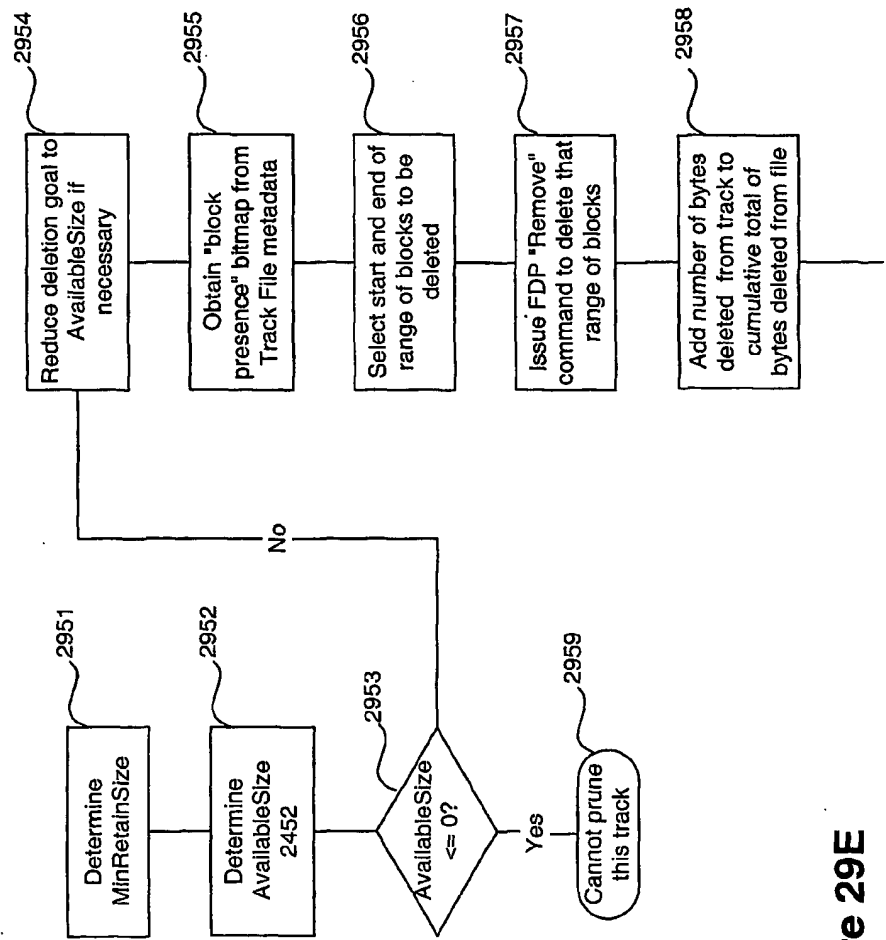 2951
Determine
MinRetainSize
2952
Determine
AvailableSize
2452
2953
AvailableSize
<= 0?
Yes
2959
Cannot prune
this track
No
2954
Reduce deletion goal to
AvailableSize if
necessary
2955
Obtain "block
presence" bitmap from
Track File metadata
2956
Select start and end of
range of blocks to be
deleted
2957
Issue FDP "Remove"
command to delete that
range of blocks
2958
Add number of bytes
deleted from track to
cumulative total of
bytes deleted from file
e 29E